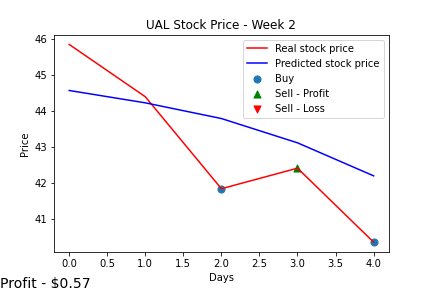 UAL Stock Price - Week 2
Real stock price
Predicted stock price
Buy
Sell - Profit
Sell - Loss
Price
46
45
44
43
42
41
0.0 0.5 1.0 1.5 2.0 2.5 3.0 3.5 4.0
Days
Profit - $0.57